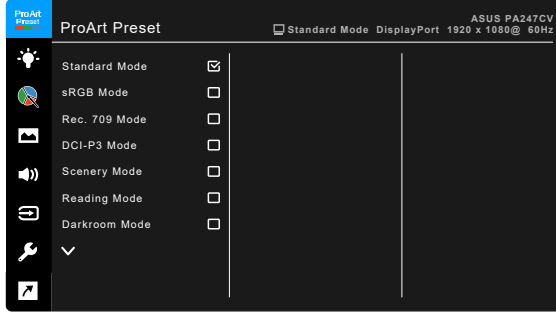 ProArt
Preset
ProArt Preset
Standard Mode DisplayPort 1920 x 1080@ 60Hz
ASUS PA247CV
Standard Mode
sRGB Mode
Rec. 709 Mode
DCI-P3 Mode
Scenery Mode
Reading Mode
Darkroom Mode